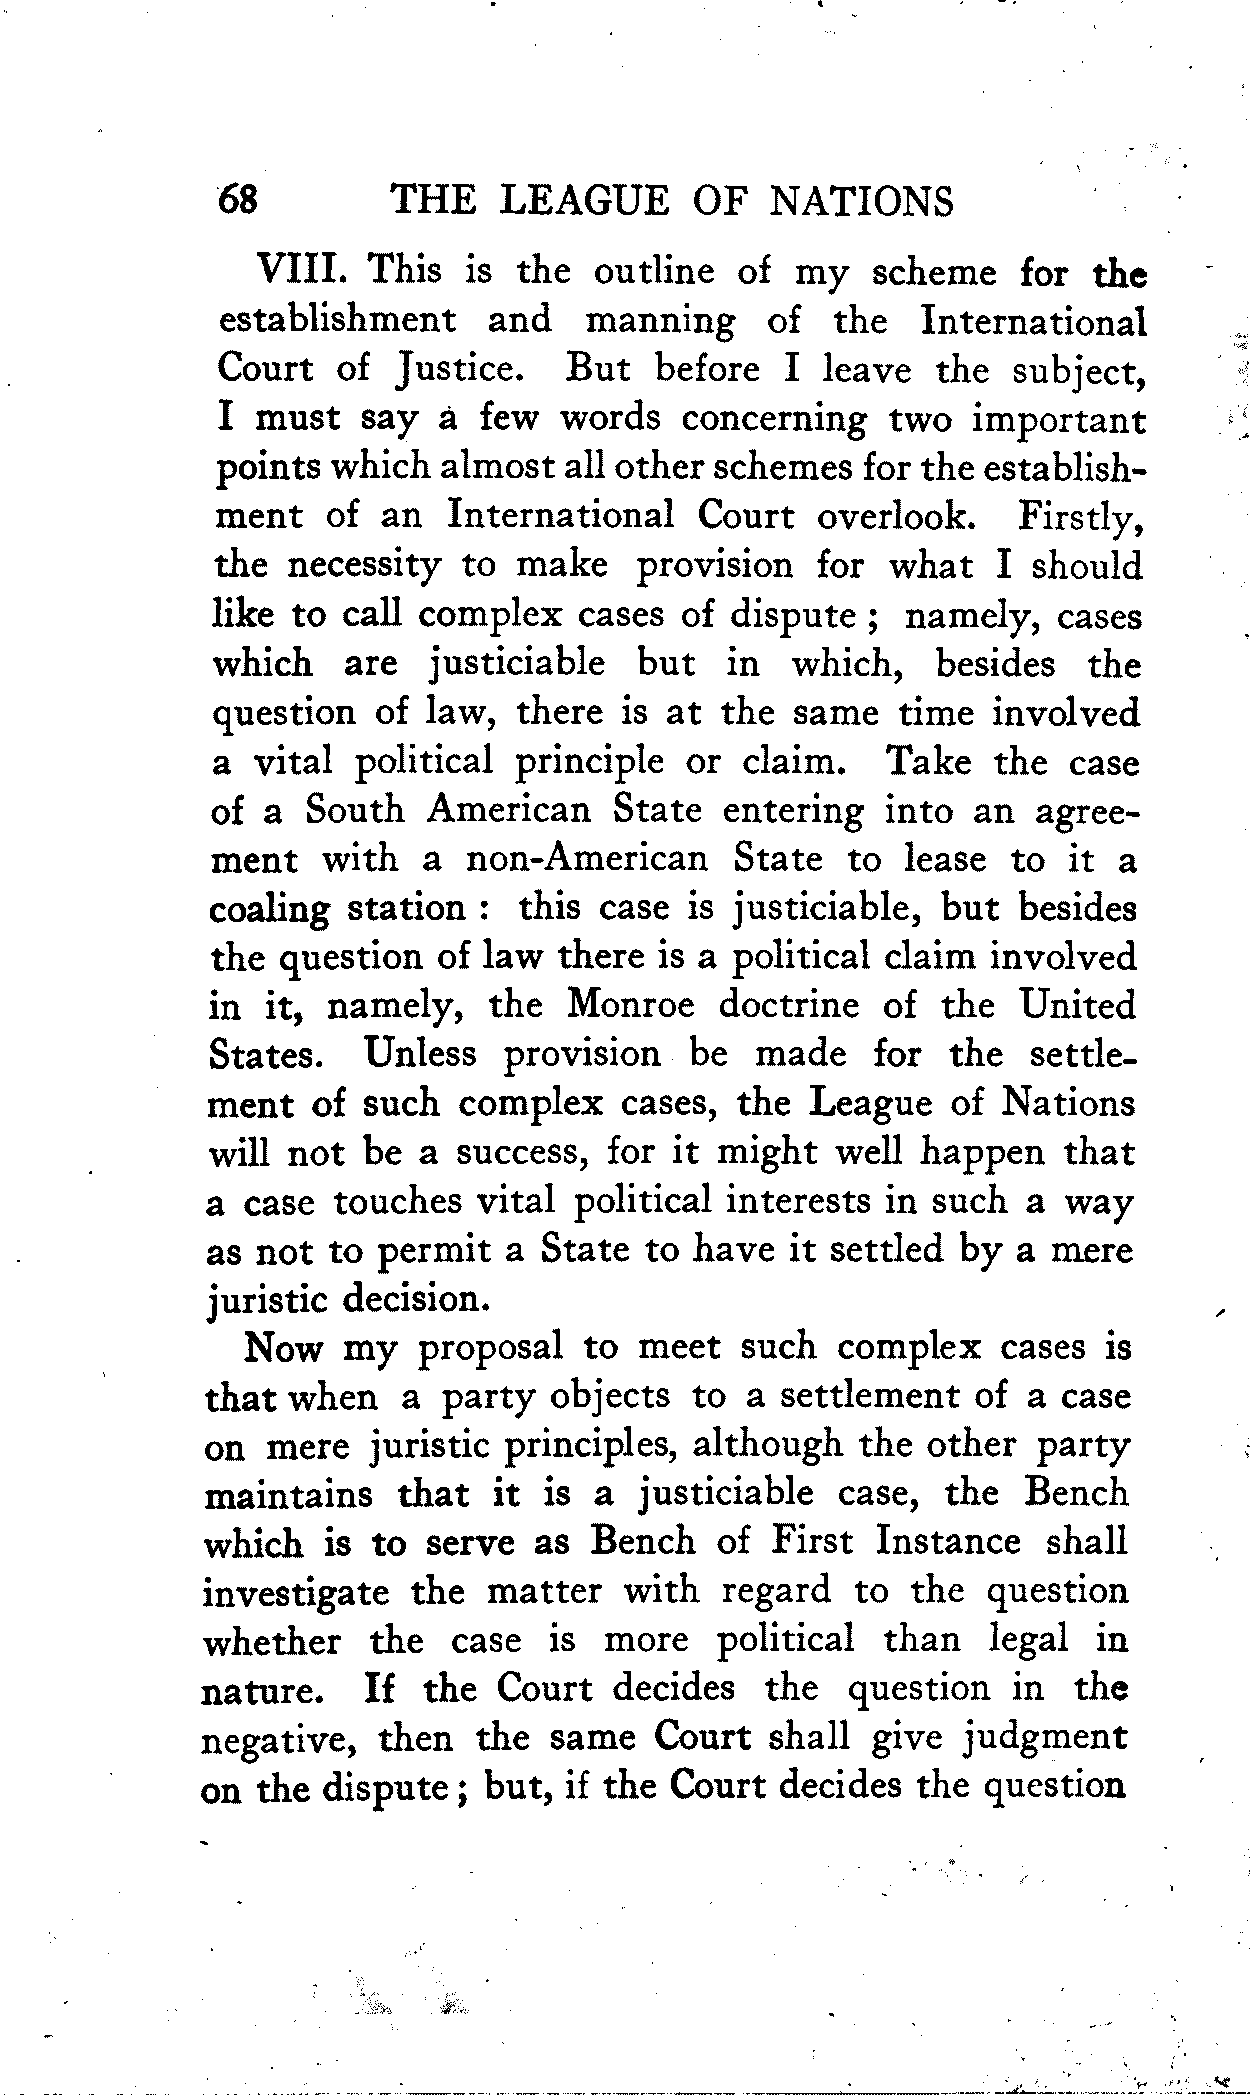 68 THE LEAGUE OF NATIONS
VIII. This is the outline of my scheme for the
establishment and manning of the International
Court of Justice. But before I leave the subject,
I must say a few words concerning two important
points which almost all other schemes for the establish-
ment of an International Court overlook. Firstly,
the necessity to make provision for what I should
like to call complex cases of dispute ; namely, cases
which are justiciable but in which, besides the
question of law, there is at the same time involved
a vital political principle or claim. Take the case
of a South American State entering into an agree-
ment with a non-American State to lease to it a
coaling station : this case is justiciable, but besides
the question of law there is a political claim involved
in it, namely, the Monroe doctrine of the United
States. Unless provision be made for the settle-
ment of such complex cases, the League of Nations
will not be a success, for it might well happen that
a case touches vital political interests in such a way
as not to permit a State to have it settled by a mere
juristic decision.
Now my proposal to meet such complex cases is
that when a party objects to a settlement of a case
on mere juristic principles, although the other party
maintains that it is a justiciable case, the Bench
which is to serve as Bench of First Instance shall
investigate the matter with regard to the question
whether the case is more political than legal in
nature. If the Court decides the question in the
negative, then the same Court shall give judgment
on the dispute ; but, if the Court decides the question